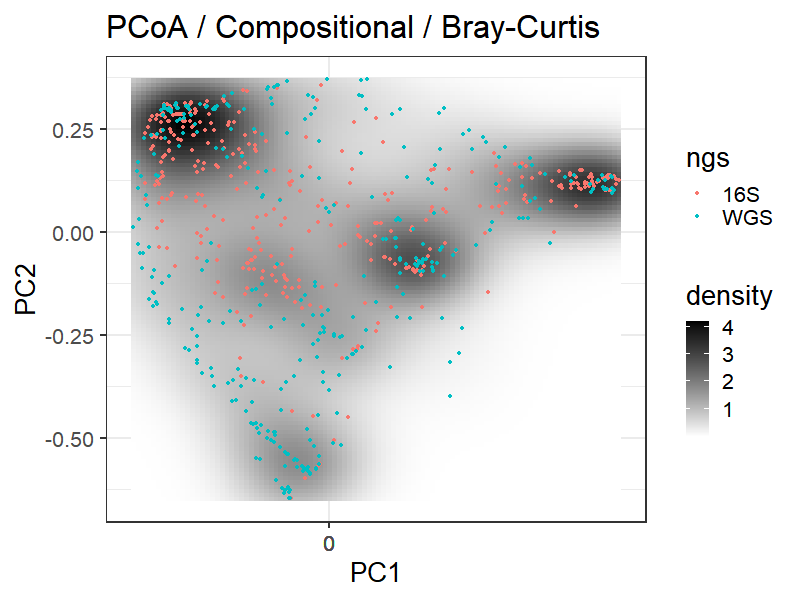 PCoA / Compositional / Bray-Curtis
0.25
0.00
-0.25
-0.50
PC2
0
PC1
ngs
16S
WGS
density
4
3
2
1